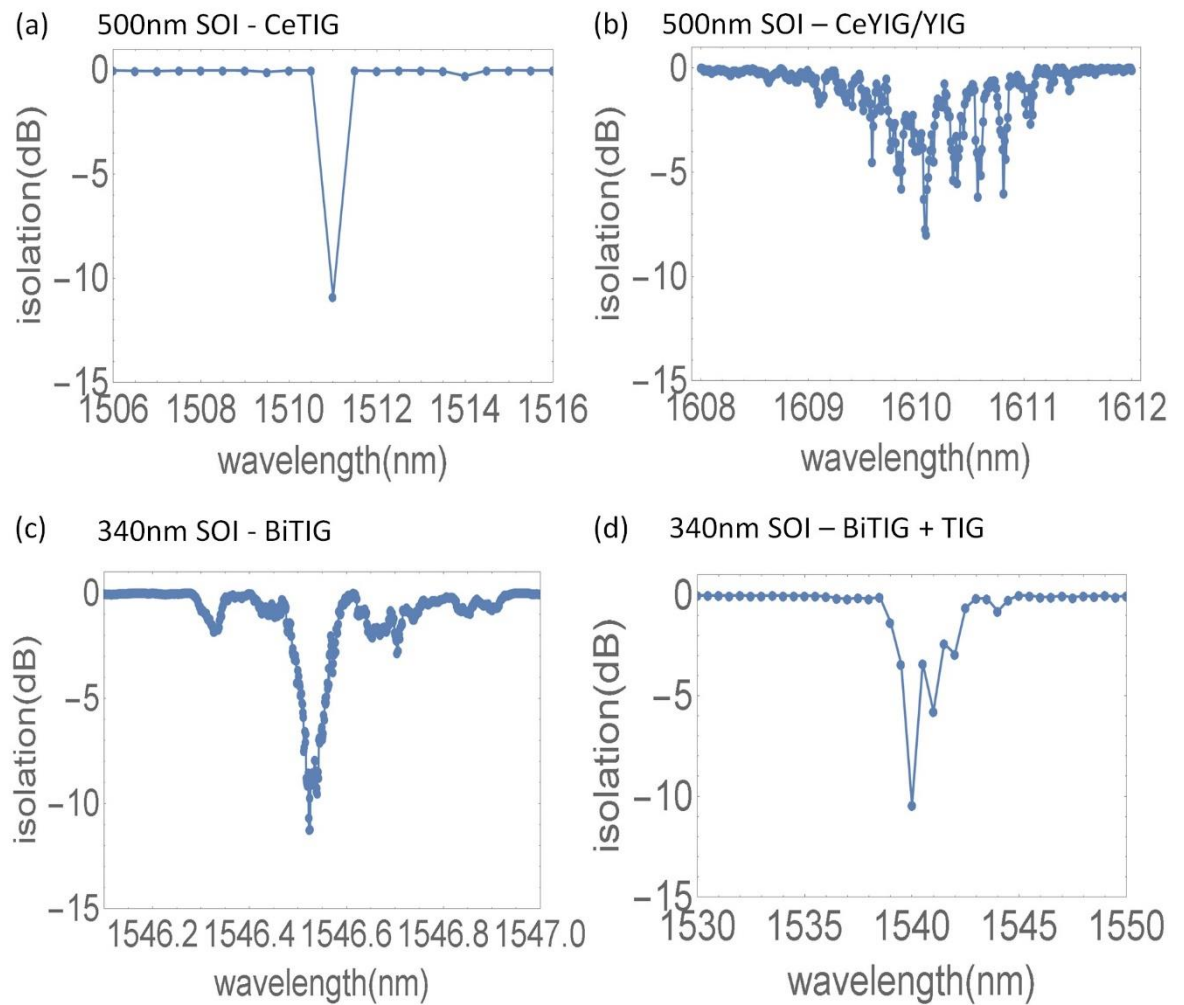 (a) 500nm SOI - CeTIG
0
−5
−10
−15
isolation(dB)
1506 1508 1510 1512 1514 1516
wavelength(nm)
(b) 500nm SOI – CeYIG/YIG
0
−5
−10
−15
isolation(dB)
1608 1609 1610 1611 1612
wavelength(nm)
(c) 340nm SOI - BiTIG
0
−5
−10
−15
isolation(dB)
1546.2 1546.4 1546.6 1546.8 1547.0
wavelength(nm)
(d) 340nm SOI – BiTIG + TIG
0
−5
−10
−15
isolation(dB)
1530 1535 1540 1545 1550
wavelength(nm)